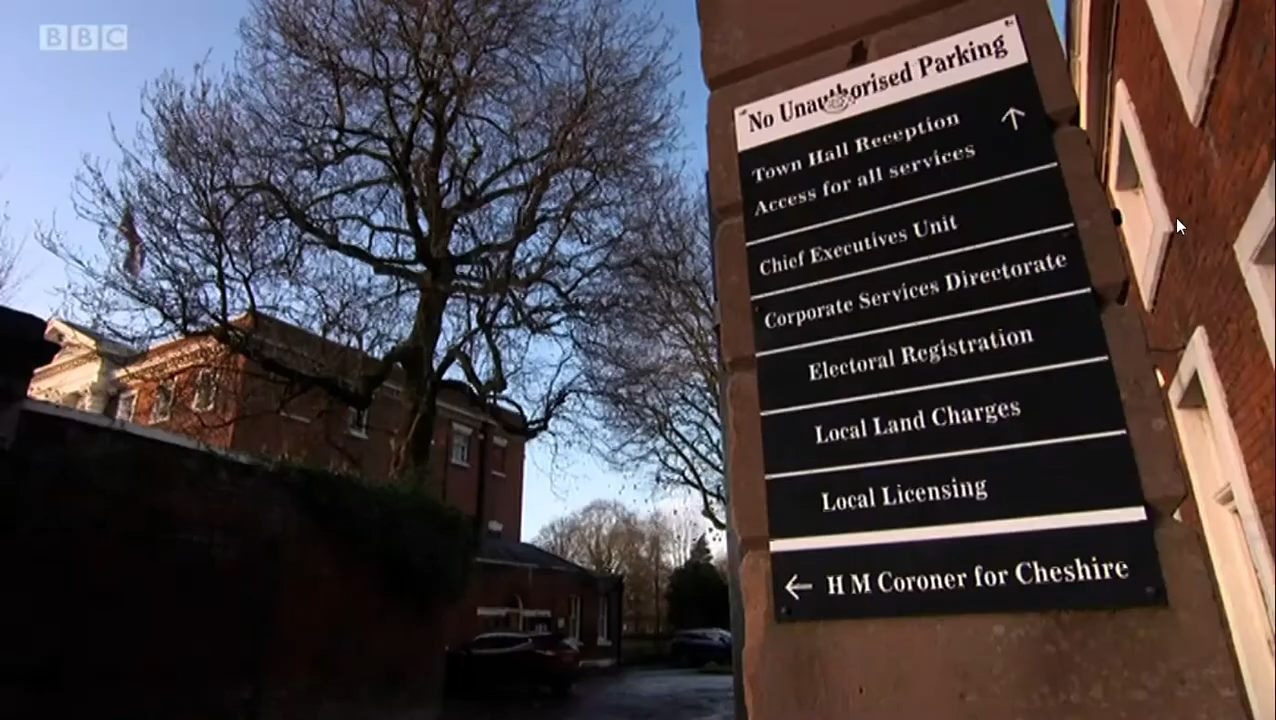 BBC
No Unauthorised Parking
Town Hall Reception ↑
Access for all services
Chief Executives Unit
Corporate Services Directorate
Electoral Registration
Local Land Charges
Local Licensing
← H M Coroner for Cheshire